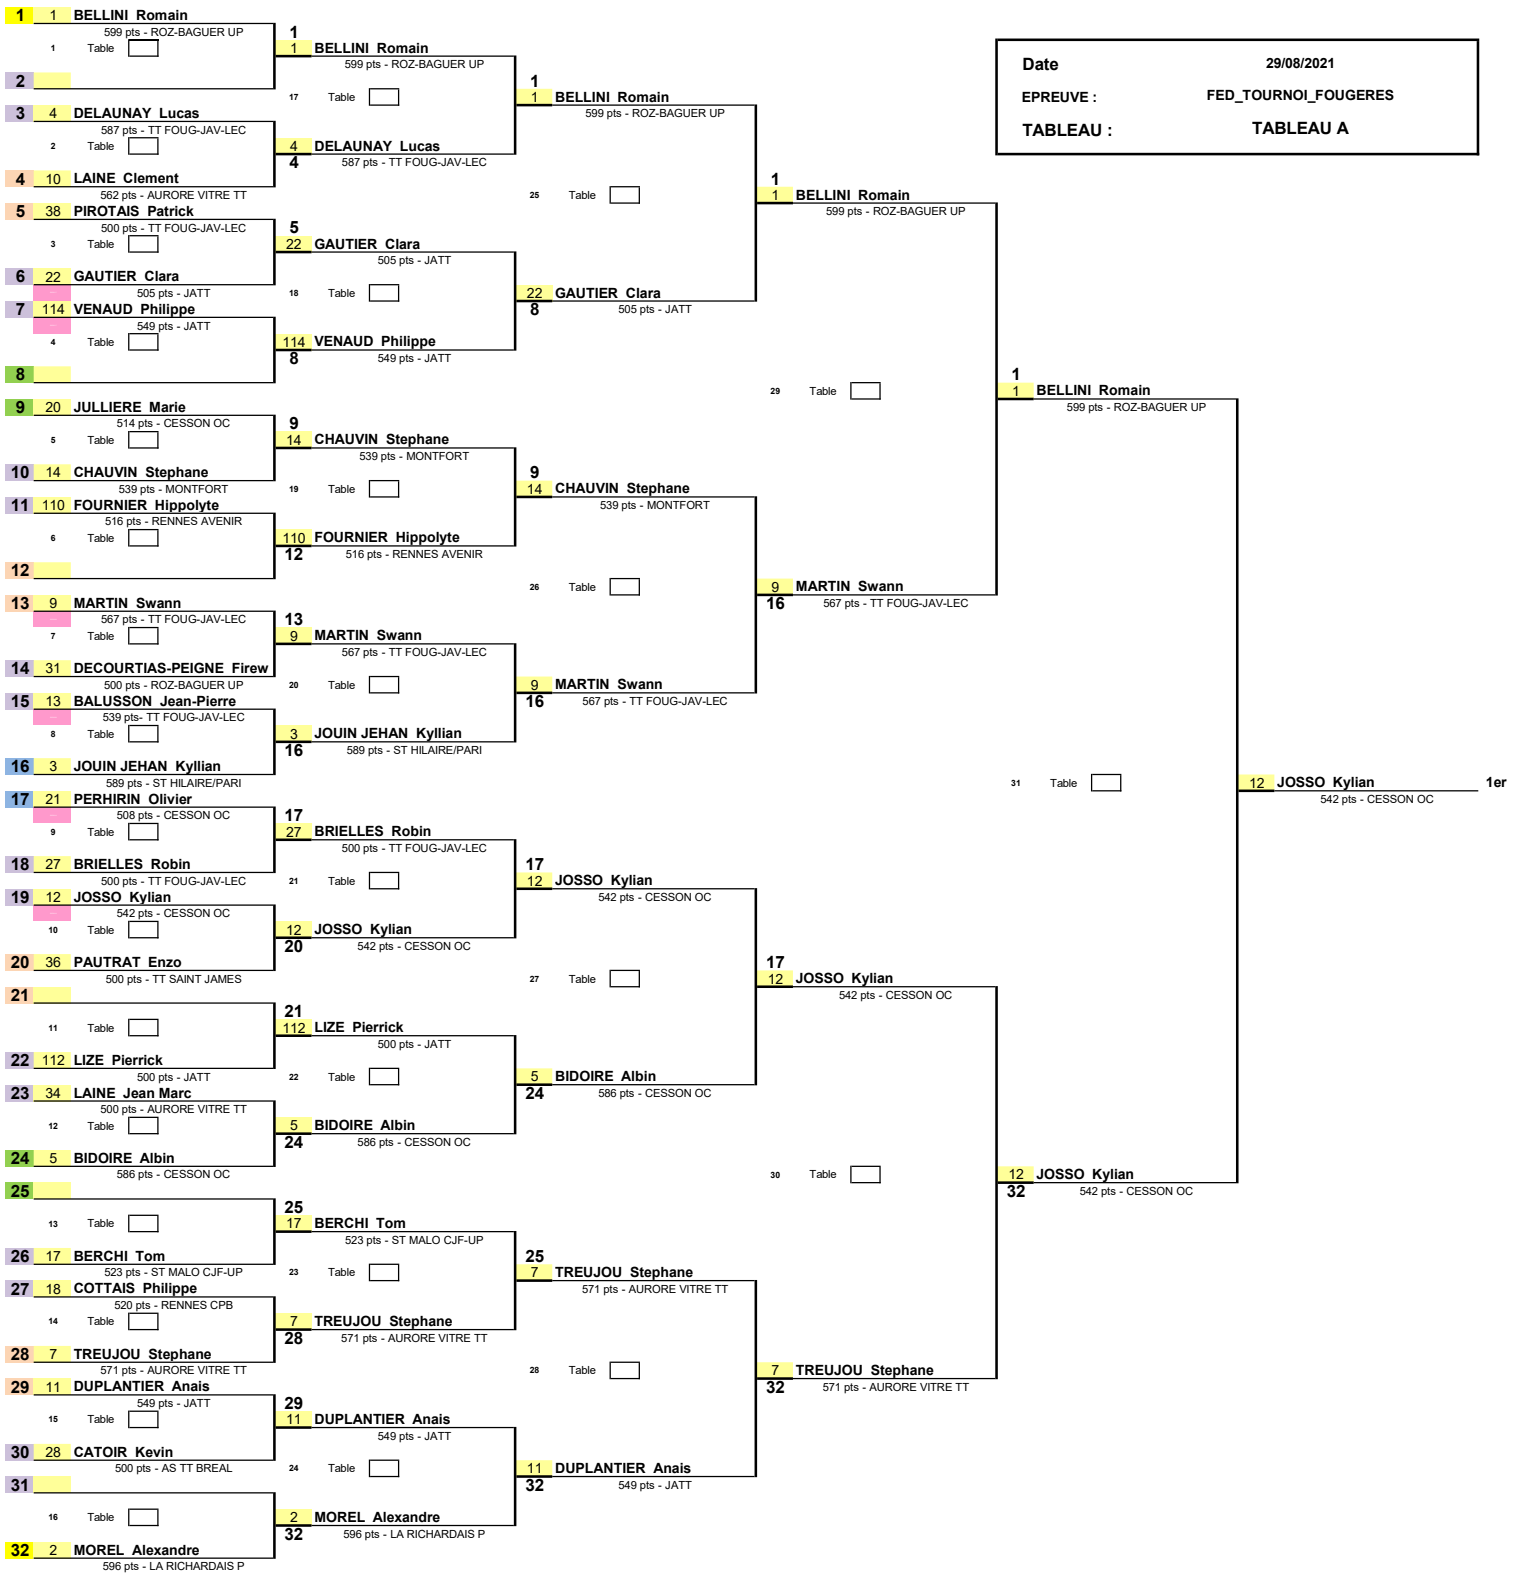 Date 29/08/2021
EPREUVE : FED_TOURNOI_FOUGERES
TABLEAU : TABLEAU A
1 1 BELLINI Romain
599 pts - ROZ-BAGUER UP
1 Table
2
3 4 DELAUNAY Lucas
587 pts - TT FOUG-JAV-LEC
2 Table
4 10 LAINE Clement
562 pts - AURORE VITRE TT
5 38 PIROTAIS Patrick
500 pts - TT FOUG-JAV-LEC
3 Table
6 22 GAUTIER Clara
505 pts - JATT
7 114 VENAUD Philippe
549 pts - JATT
4 Table
8
9 20 JULLIERE Marie
514 pts - CESSON OC
5 Table
10 14 CHAUVIN Stephane
539 pts - MONTFORT
11 110 FOURNIER Hippolyte
516 pts - RENNES AVENIR
6 Table
12
13 9 MARTIN Swann
567 pts - TT FOUG-JAV-LEC
7 Table
14 31 DECOURTIAS-PEIGNE Firew
500 pts - ROZ-BAGUER UP
15 13 BALUSSON Jean-Pierre
539 pts- TT FOUG-JAV-LEC
8 Table
16 3 JOUIN JEHAN Kyllian
589 pts - ST HILAIRE/PARI
17 21 PERHIRIN Olivier
508 pts - CESSON OC
9 Table
18 27 BRIELLES Robin
500 pts - TT FOUG-JAV-LEC
19 12 JOSSO Kylian
542 pts - CESSON OC
10 Table
20 36 PAUTRAT Enzo
500 pts - TT SAINT JAMES
21
11 Table
22 112 LIZE Pierrick
500 pts - JATT
23 34 LAINE Jean Marc
500 pts - AURORE VITRE TT
12 Table
24 5 BIDOIRE Albin
586 pts - CESSON OC
25
13 Table
26 17 BERCHI Tom
523 pts - ST MALO CJF-UP
27 18 COTTAIS Philippe
520 pts - RENNES CPB
14 Table
28 7 TREUJOU Stephane
571 pts - AURORE VITRE TT
29 11 DUPLANTIER Anais
549 pts - JATT
15 Table
30 28 CATOIR Kevin
500 pts - AS TT BREAL
31
16 Table
32 2 MOREL Alexandre
596 pts - LA RICHARDAIS P
1
1 BELLINI Romain
599 pts - ROZ-BAGUER UP
17 Table
4 DELAUNAY Lucas
4 587 pts - TT FOUG-JAV-LEC
5
22 GAUTIER Clara
505 pts - JATT
18 Table
114 VENAUD Philippe
8 549 pts - JATT
9
14 CHAUVIN Stephane
539 pts - MONTFORT
19 Table
110 FOURNIER Hippolyte
12 516 pts - RENNES AVENIR
13
9 MARTIN Swann
567 pts - TT FOUG-JAV-LEC
20 Table
3 JOUIN JEHAN Kyllian
16 589 pts - ST HILAIRE/PARI
17
27 BRIELLES Robin
500 pts - TT FOUG-JAV-LEC
21 Table
12 JOSSO Kylian
20 542 pts - CESSON OC
21
112 LIZE Pierrick
500 pts - JATT
22 Table
5 BIDOIRE Albin
24 586 pts - CESSON OC
25
17 BERCHI Tom
523 pts - ST MALO CJF-UP
23 Table
7 TREUJOU Stephane
28 571 pts - AURORE VITRE TT
29
11 DUPLANTIER Anais
549 pts - JATT
24 Table
2 MOREL Alexandre
32 596 pts - LA RICHARDAIS P
1
1 BELLINI Romain
599 pts - ROZ-BAGUER UP
25 Table
22 GAUTIER Clara
8 505 pts - JATT
9
14 CHAUVIN Stephane
539 pts - MONTFORT
26 Table
9 MARTIN Swann
16 567 pts - TT FOUG-JAV-LEC
17
12 JOSSO Kylian
542 pts - CESSON OC
27 Table
5 BIDOIRE Albin
24 586 pts - CESSON OC
25
7 TREUJOU Stephane
571 pts - AURORE VITRE TT
28 Table
11 DUPLANTIER Anais
32 549 pts - JATT
1
1 BELLINI Romain
599 pts - ROZ-BAGUER UP
29 Table
9 MARTIN Swann
16 567 pts - TT FOUG-JAV-LEC
17
12 JOSSO Kylian
542 pts - CESSON OC
30 Table
7 TREUJOU Stephane
32 571 pts - AURORE VITRE TT
1
1 BELLINI Romain
599 pts - ROZ-BAGUER UP
31 Table
12 JOSSO Kylian
32 542 pts - CESSON OC
12 JOSSO Kylian 1er
542 pts - CESSON OC